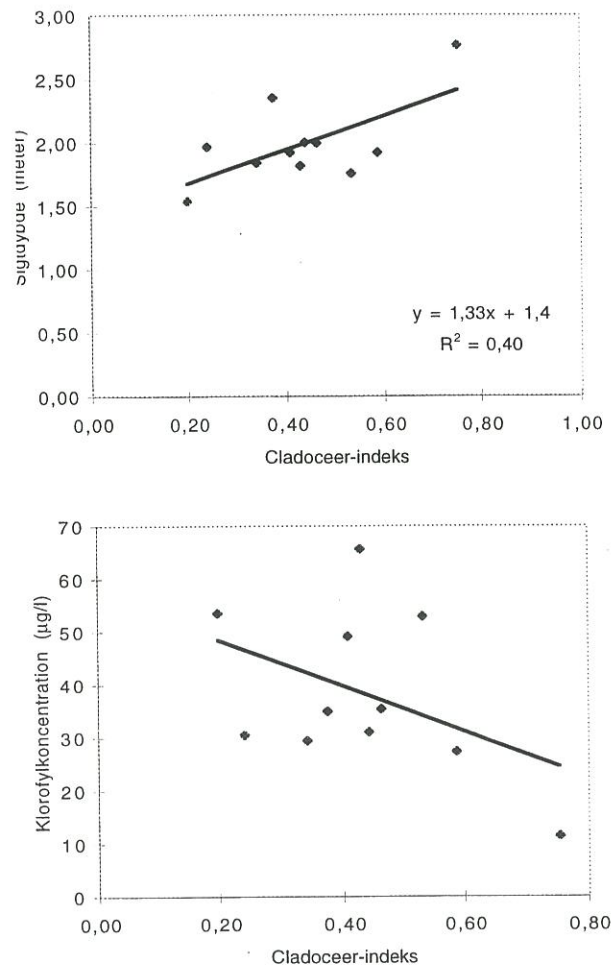 3,00
2,50
2,00
1,50
1,00
0,50
0,00
(meter)
y = 1,33x + 1,4
R² = 0,40
0,00 0,20 0,40 0,60 0,80 1,00
Cladoceer-indeks
70
60
50
40
30
20
10
0
Klorofylkoncentration (µg/l)
0,00 0,20 0,40 0,60 0,80
Cladoceer-indeks